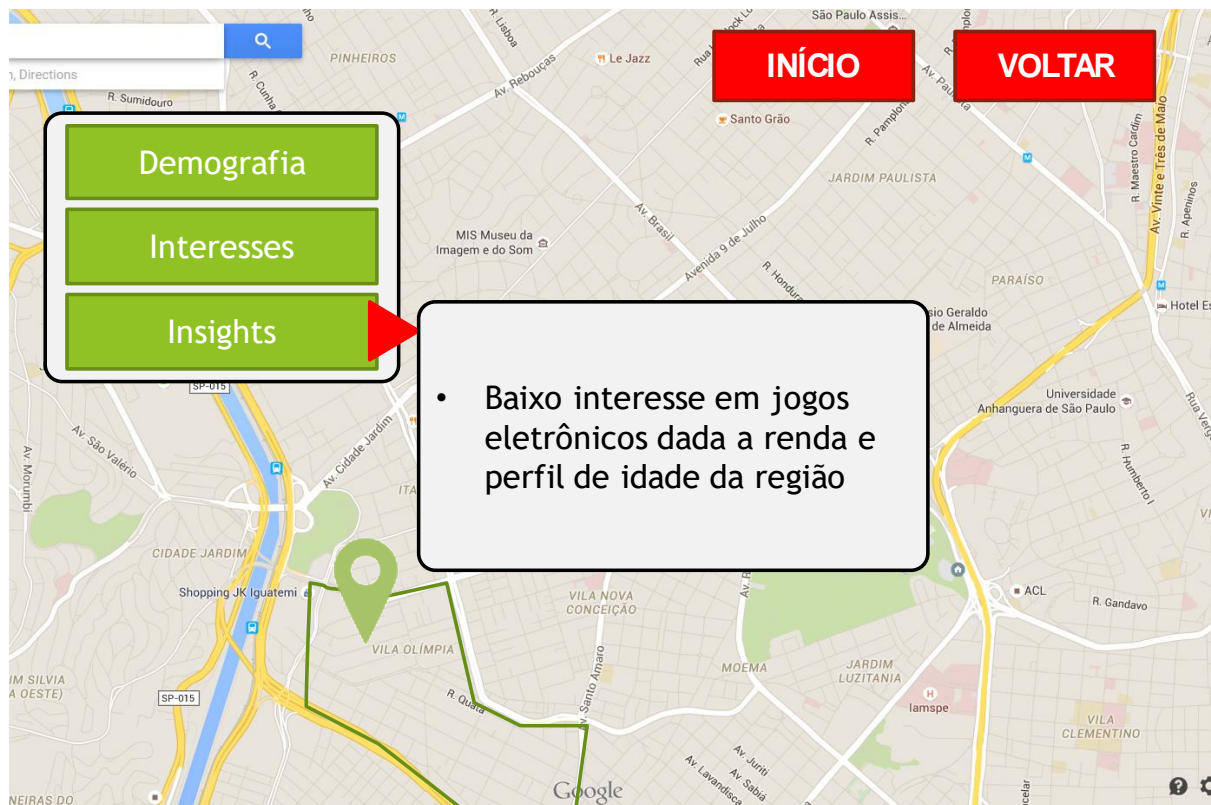 São Paulo Assis...
INÍCIO
VOLTAR
n, Directions
PINHEIROS
R. Lisboa
Le Jazz
Av. Rebouças
R. Sumidouro
Santo Grão
R. Pamplona
Demografia
JARDIM PAULISTA
R. Maestro Cardim
Av. Vinte e Três de Maio
R. Apeninos
Interesses
MIS Museu da
Imagem e do Som
Av. Brasil
Avenida 9 de Julho
PARAÍSO
Hotel Es
Insights
sio Geraldo
de Almeida
SP-015
• Baixo interesse em jogos
eletrônicos dada a renda e
perfil de idade da região
Universidade
Anhanguera de São Paulo
Av. São Valério
Av. Cidade Jardim
Av. Morumbi
R. Humberto I
ITA
CIDADE JARDIM
Shopping JK Iguatemi
VILA NOVA
CONCEIÇÃO
ACL
R. Gandavo
VILA OLÍMPIA
MOEMA
JARDIM
LUZITANIA
IM SILVIA
A OESTE)
SP-015
R. Quatá
Av. Santo Amaro
Iamspe
VILA
CLEMENTINO
Av. Juriti
Av. Sabiá
Av. Lavandisca
Google
NEIRAS DO